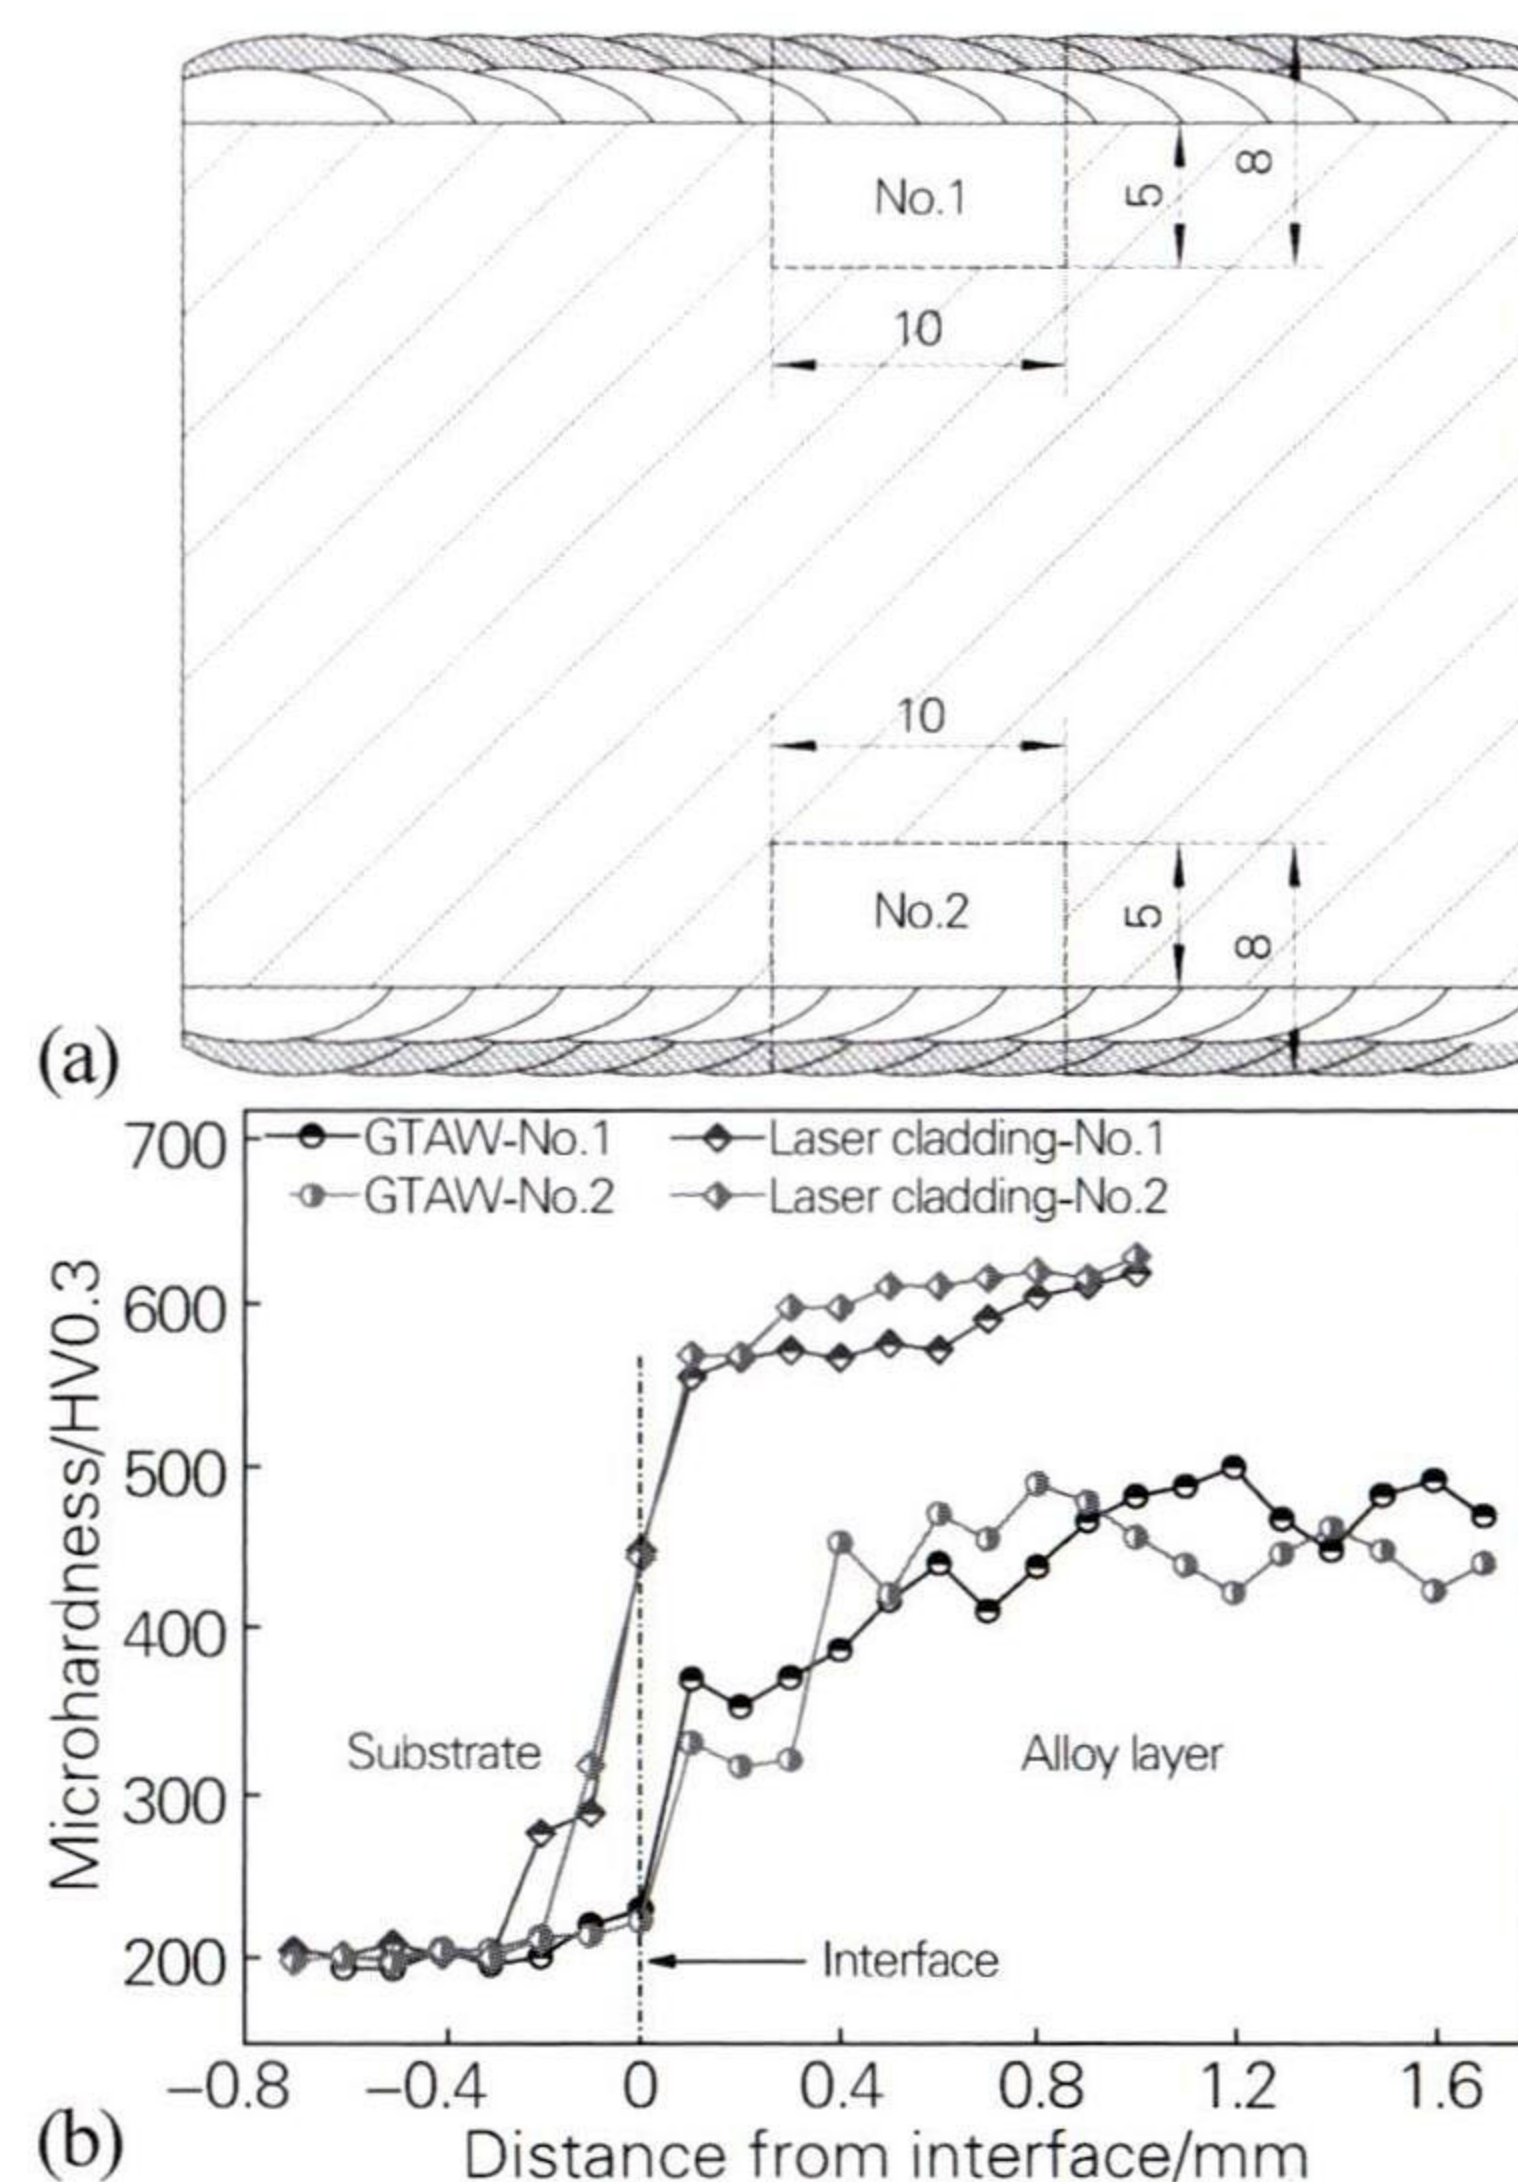 No.1
5
8
10
10
No.2
5
8
(a)
700
GTAW-No.1
Laser cladding-No.1
GTAW-No.2
Laser cladding-No.2
600
500
400
300
200
Microhardness/HV0.3
Substrate
Alloy layer
Interface
−0.8 −0.4 0 0.4 0.8 1.2 1.6
(b)
Distance from interface/mm